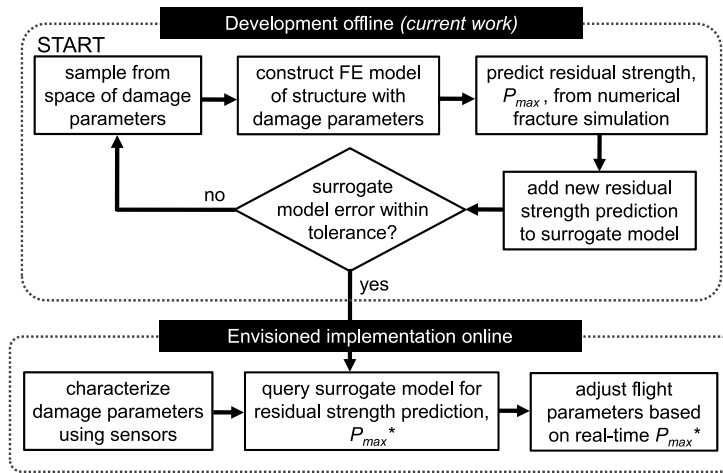 Development offline (current work)
START
sample from
space of damage
parameters
construct FE model
of structure with
damage parameters
predict residual strength,
Pmax, from numerical
fracture simulation
no
surrogate
model error within
tolerance?
add new residual
strength prediction
to surrogate model
yes
Envisioned implementation online
characterize
damage parameters
using sensors
query surrogate model for
residual strength prediction,
Pmax*
adjust flight
parameters based
on real-time Pmax*